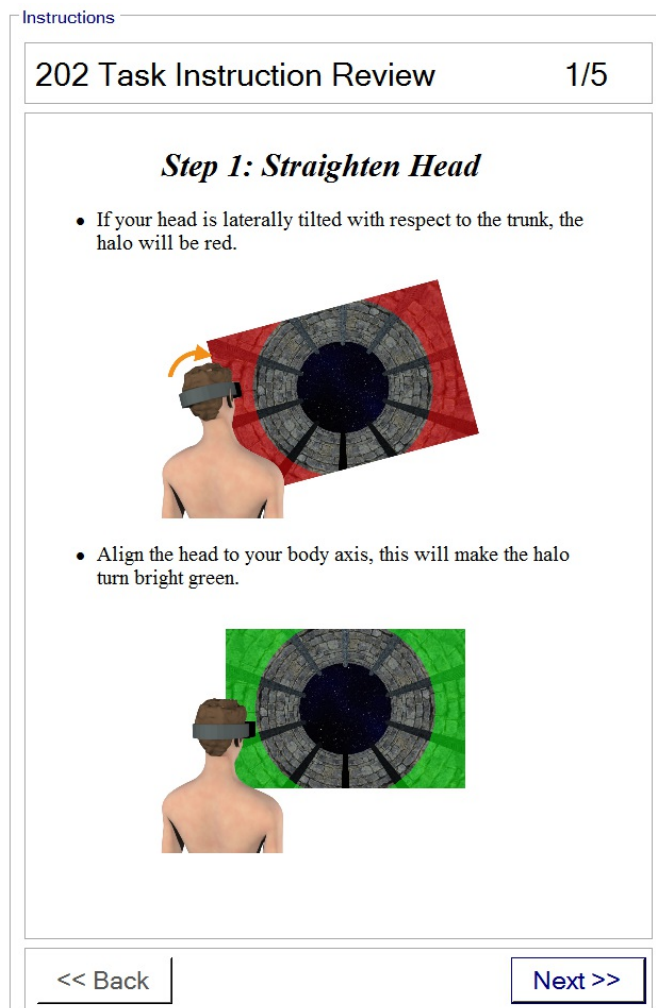 Instructions
202 Task Instruction Review 1/5
Step 1: Straighten Head
• If your head is laterally tilted with respect to the trunk, the
halo will be red.
• Align the head to your body axis, this will make the halo
turn bright green.
<< Back Next >>